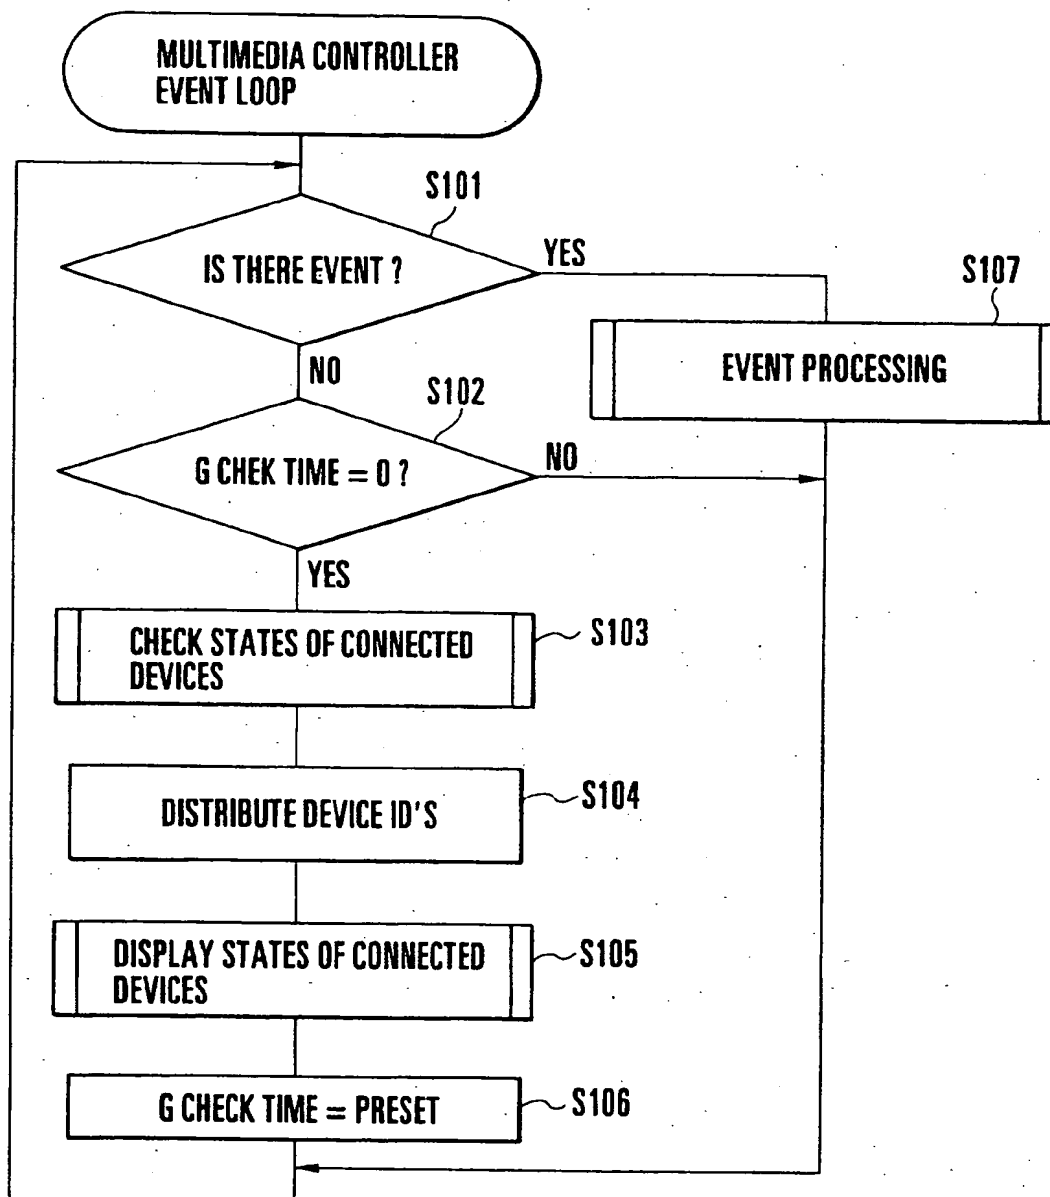 MULTIMEDIA CONTROLLER
EVENT LOOP
S101
IS THERE EVENT ?
YES
S107
EVENT PROCESSING
NO
S102
G CHEK TIME = 0 ?
NO
YES
CHECK STATES OF CONNECTED
DEVICES
S103
DISTRIBUTE DEVICE ID'S
S104
DISPLAY STATES OF CONNECTED
DEVICES
S105
G CHECK TIME = PRESET
S106